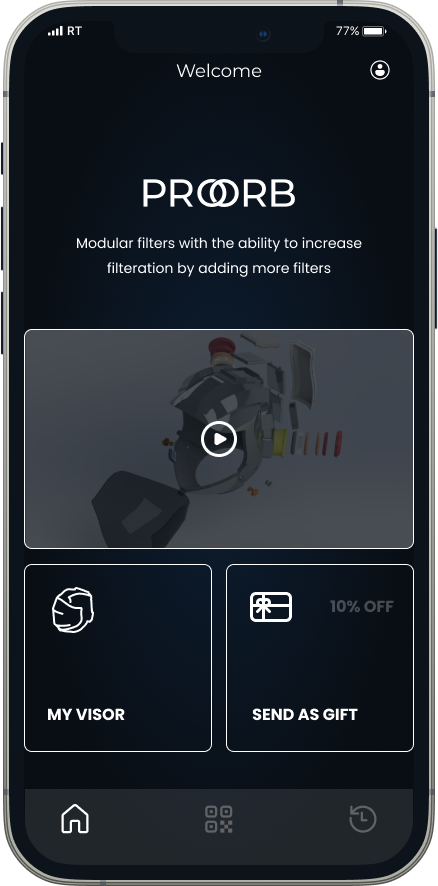 RT
77%
Welcome
PROORB
Modular filters with the ability to increase
filteration by adding more filters
10% OFF
MY VISOR
SEND AS GIFT